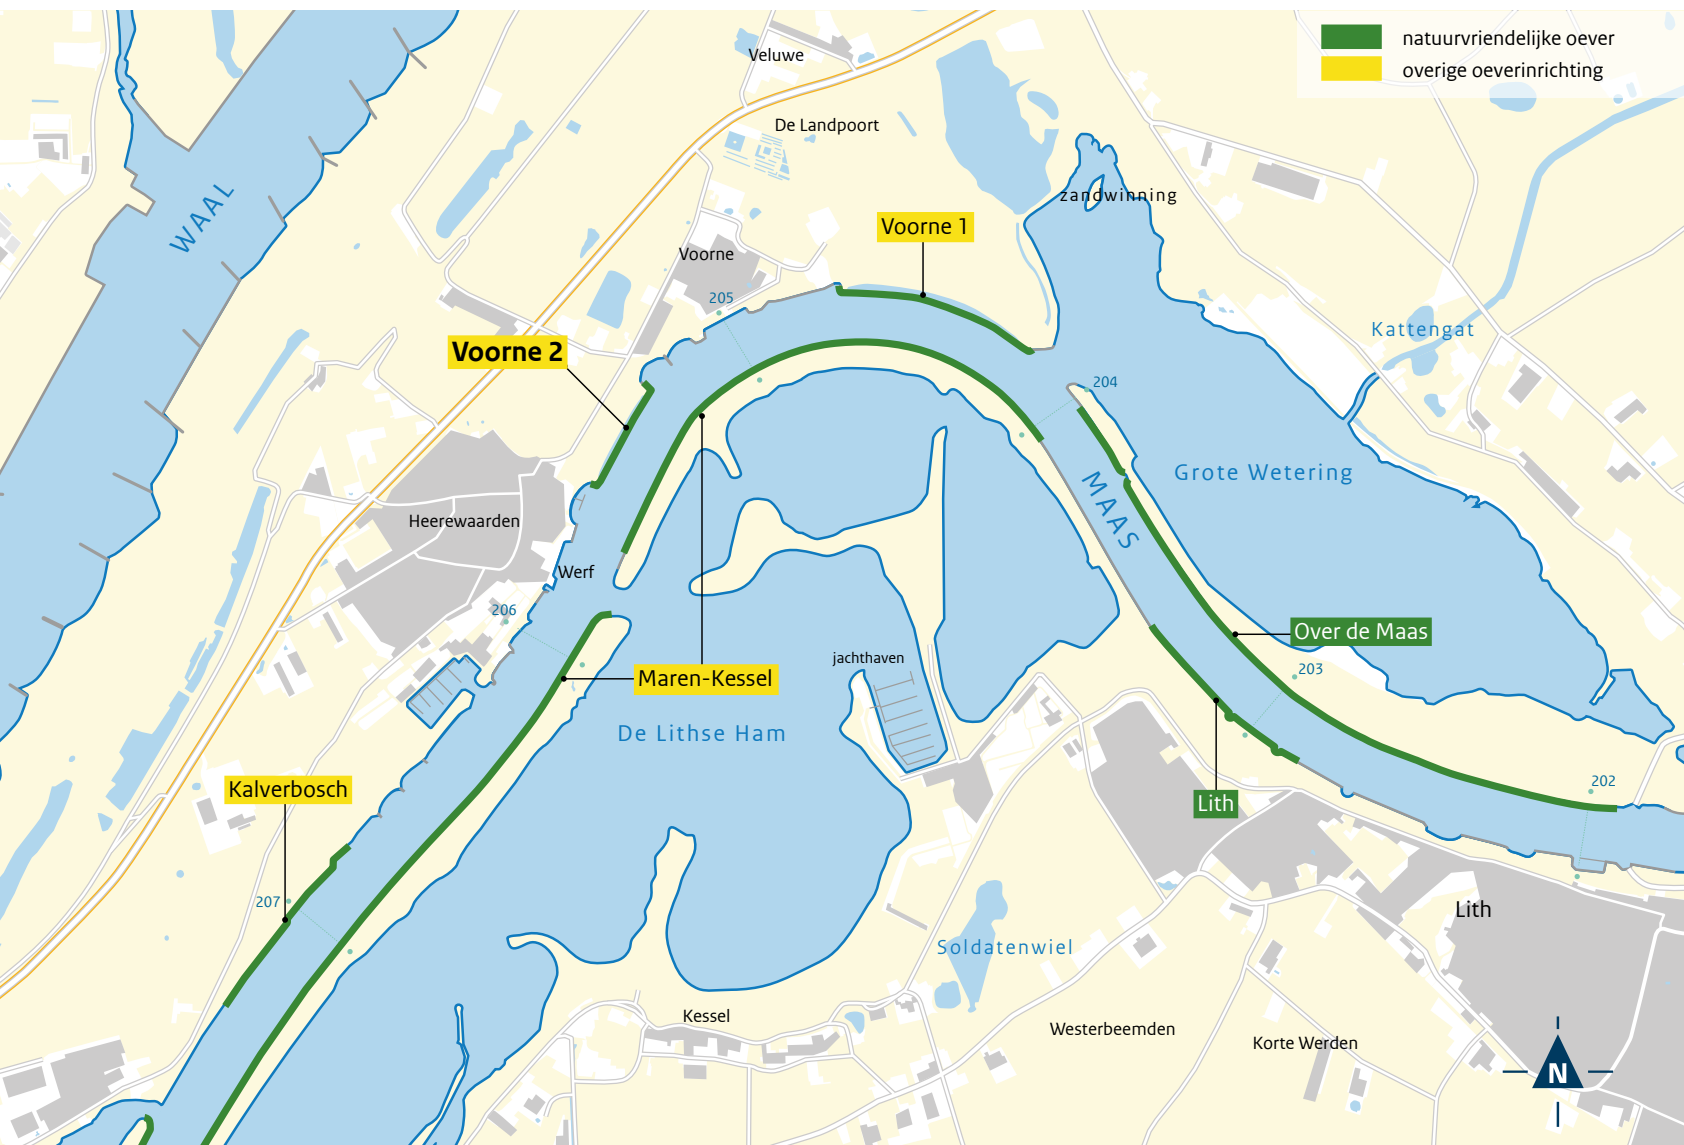 natuurvriendelijke oever
overige oeverinrichting
Veluwe
De Landpoort
zandwinning
WAAL
Voorne 1
Voorne
205
Kattengat
Voorne 2
204
Grote Wetering
MAAS
Heerewaarden
Werf
206
Over de Maas
jachthaven
203
Maren-Kessel
De Lithse Ham
202
Kalverbosch
Lith
207
Lith
Soldatenwiel
Kessel
Westerbeemden
Korte Werden
N